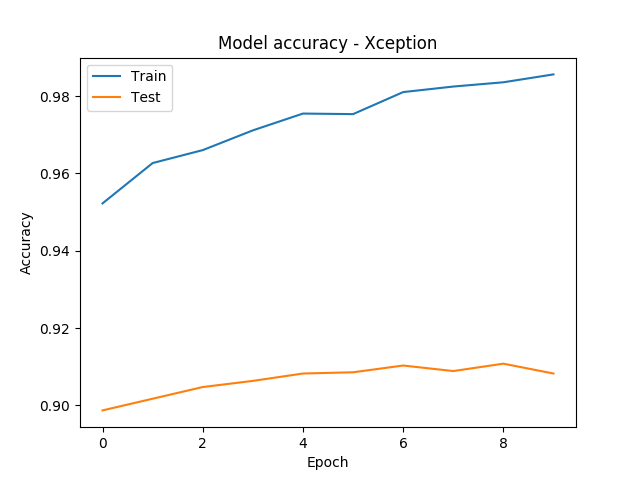 Model accuracy - Xception
Train
Test
0.98
0.96
0.94
0.92
0.90
Accuracy
0 2 4 6 8
Epoch